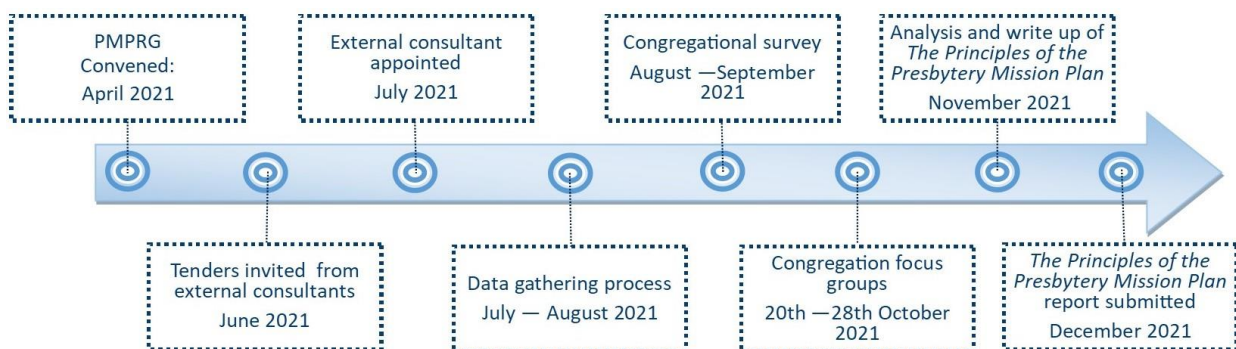 PMPRG
Convened:
April 2021
Tenders invited from
external consultants
June 2021
External consultant
appointed
July 2021
Data gathering process
July — August 2021
Congregational survey
August —September
2021
Congregation focus
groups
20th —28th October
2021
Analysis and write up of
The Principles of the
Presbytery Mission Plan
November 2021
The Principles of the
Presbytery Mission Plan
report submitted
December 2021